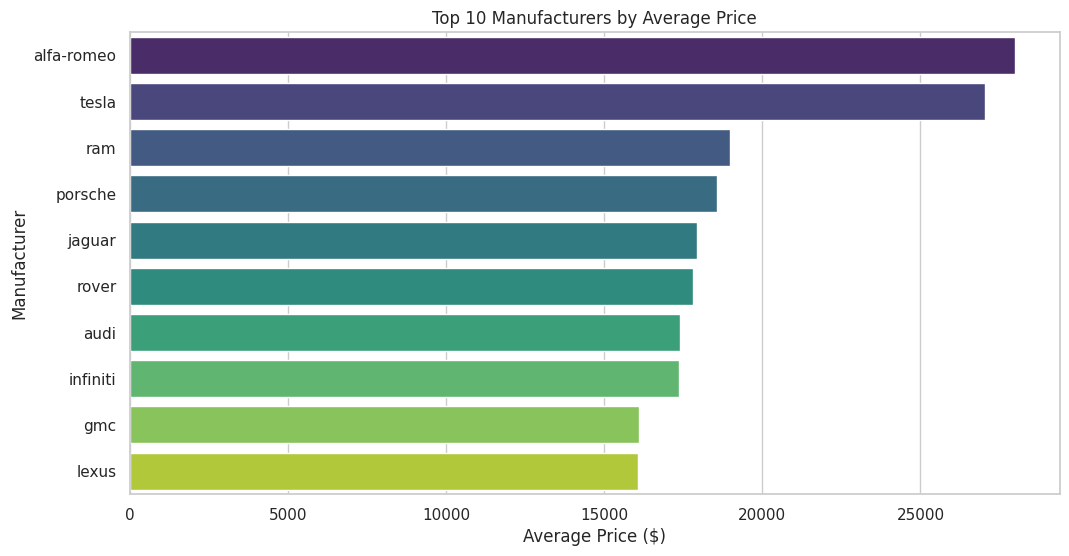 Top 10 Manufacturers by Average Price
alfa-romeo
tesla
ram
porsche
jaguar
rover
audi
infiniti
gmc
lexus
Manufacturer
0 5000 10000 15000 20000 25000
Average Price ($)